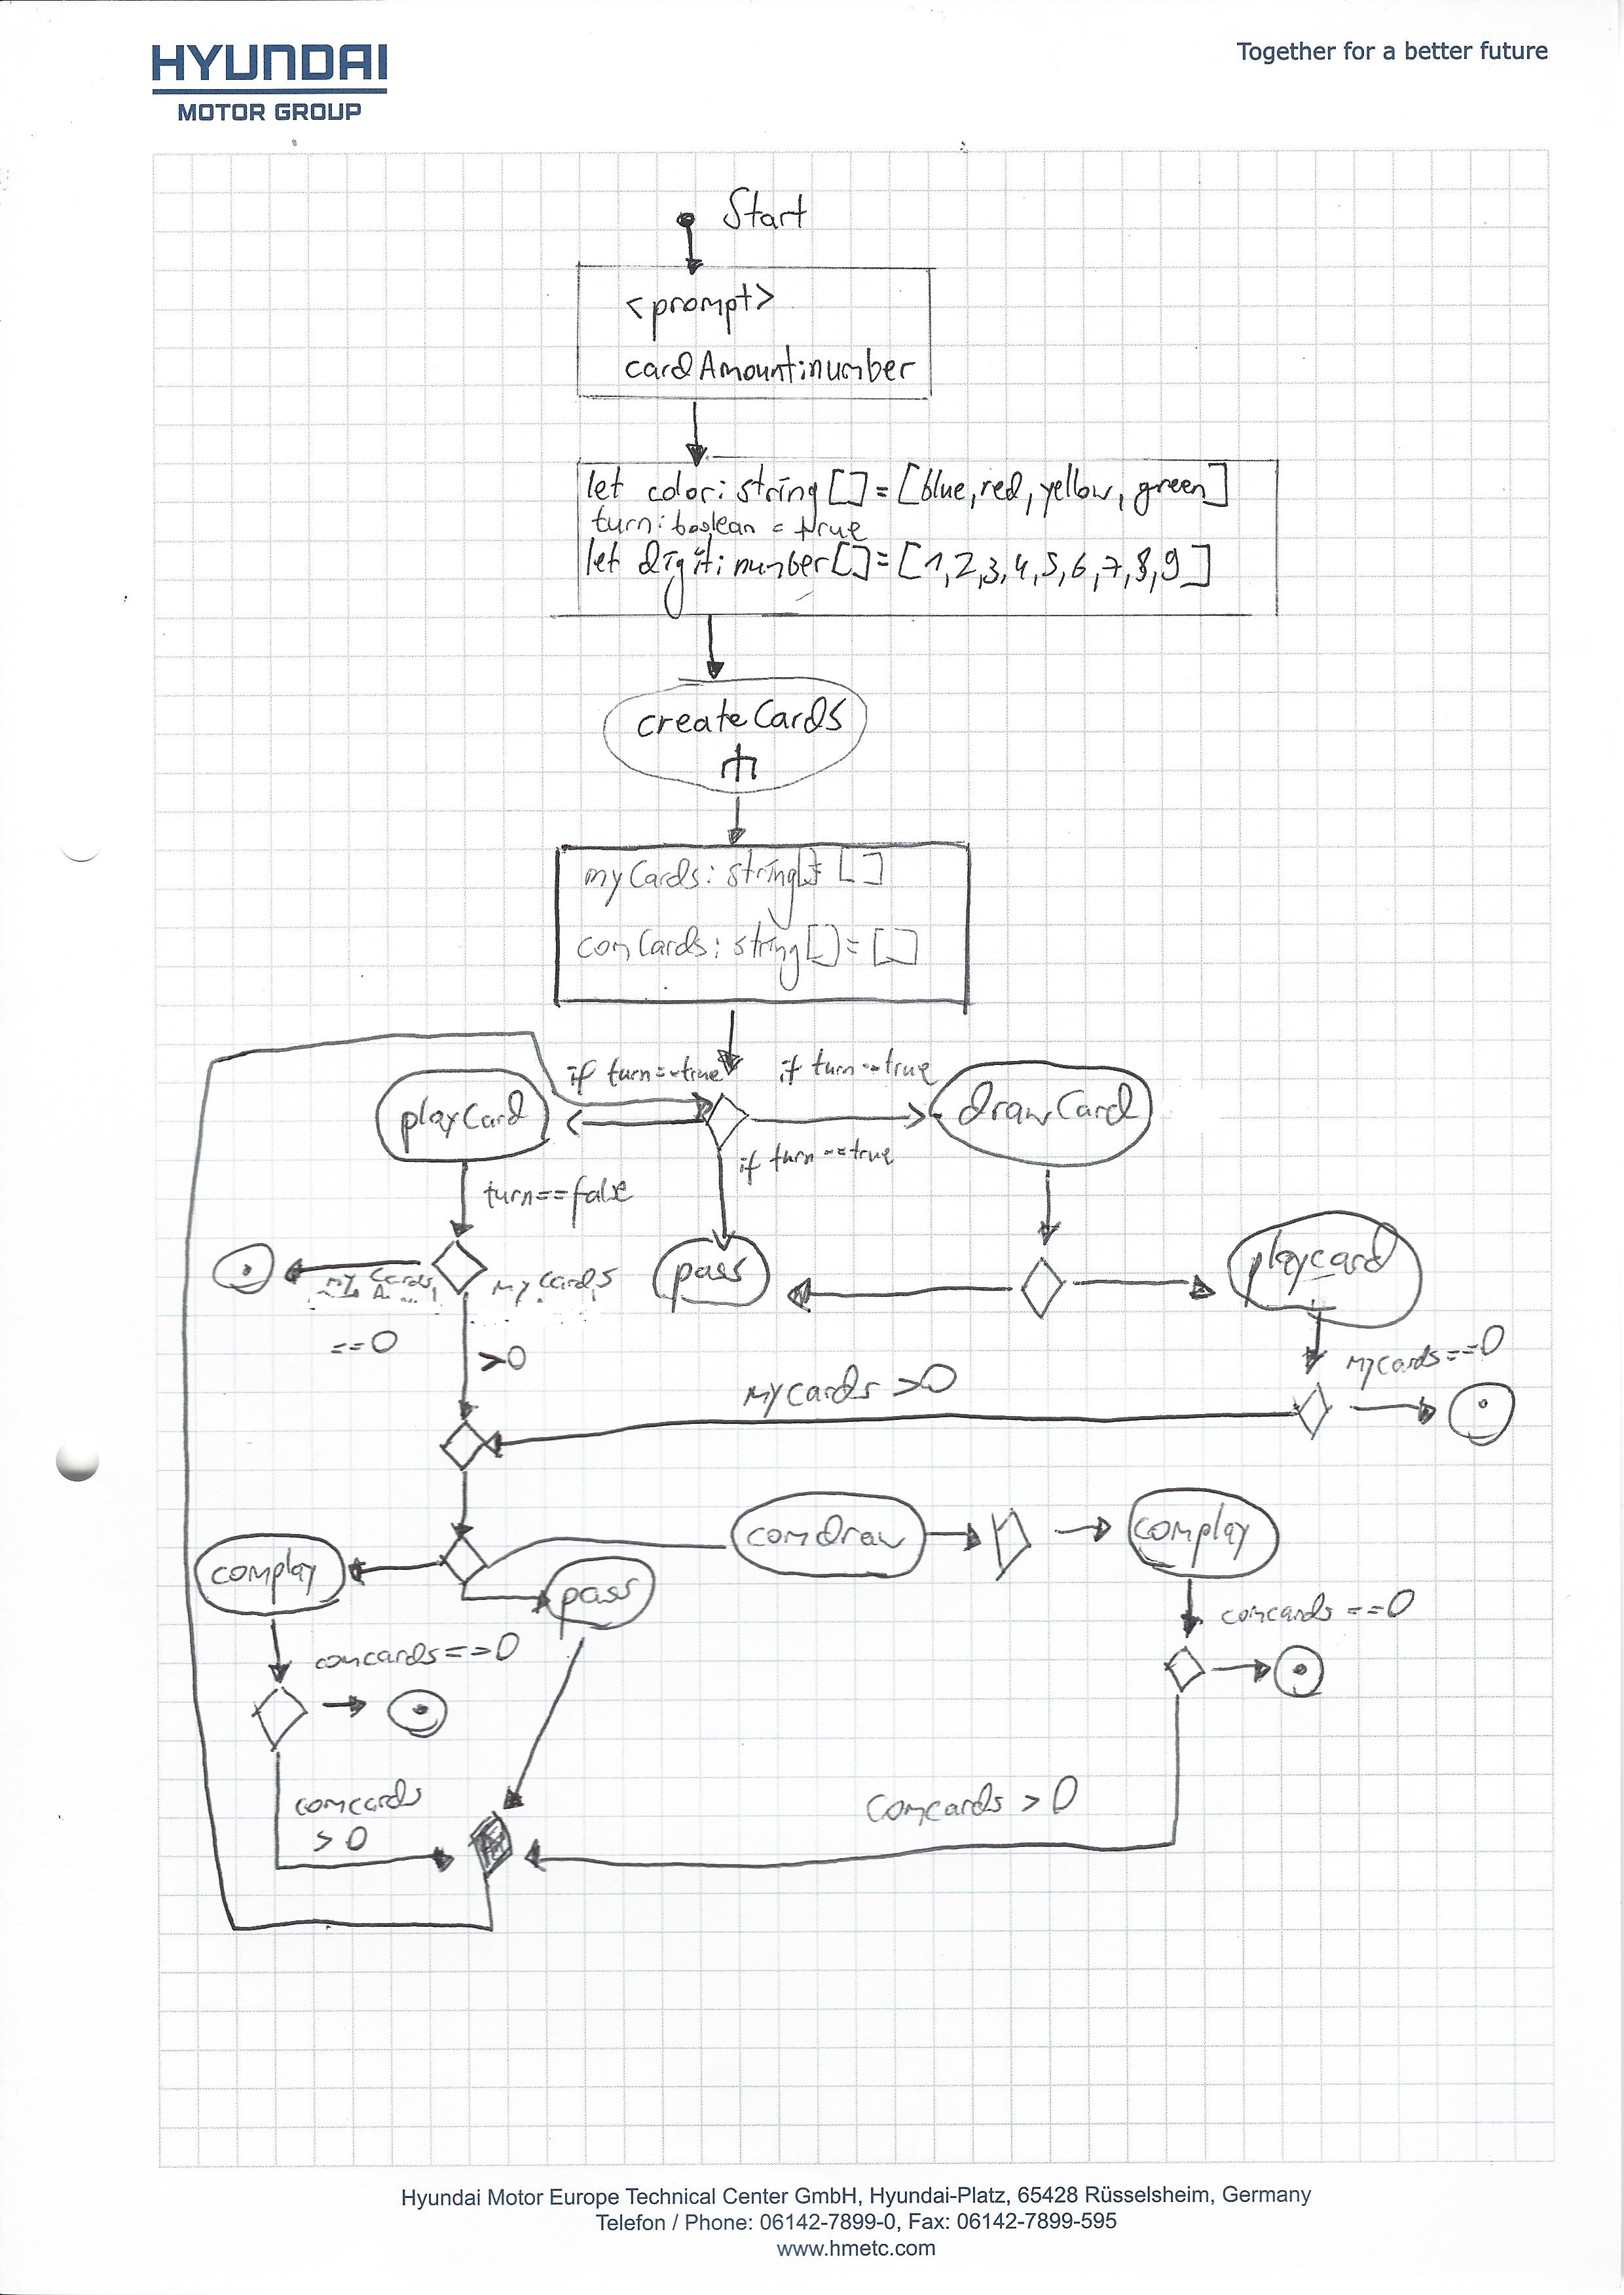 HYUNDAI
MOTOR GROUP
Together for a better future
Start
<prompt>
cardAmount:number
let color: string[]=[blue,red,yellow, green]
turn: boolean = true
let digit: number[]=[1,2,3,4,5,6,7,8,9]
createCards
myCards: string[]= []
comCards: string[]=[]
if turn==true
if turn==true
playCard
drawCard
if turn==true
turn==false
my Cards
==0
my cards
>0
pass
playcard
mycards==0
mycards >0
comdraw
complay
complay
pass
comcards ==0
comcards==0
comcards
>0
comcards >0
Hyundai Motor Europe Technical Center GmbH, Hyundai-Platz, 65428 Rüsselsheim, Germany
Telefon / Phone: 06142-7899-0, Fax: 06142-7899-595
www.hmetc.com